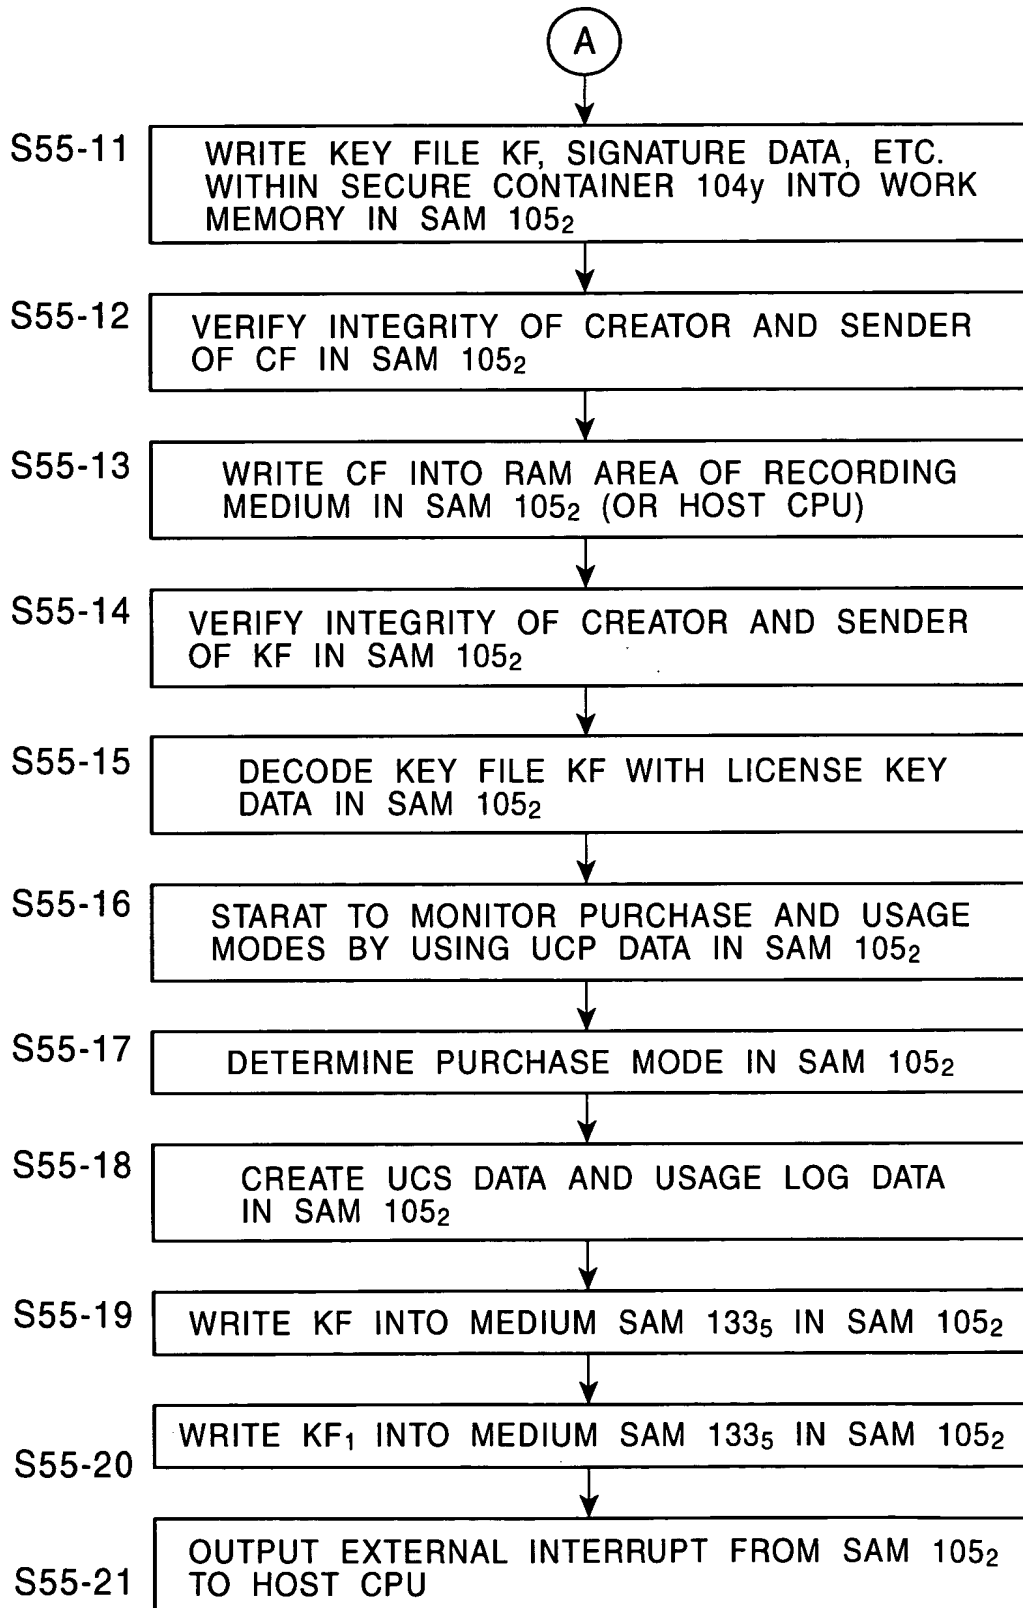 A
S55-11
WRITE KEY FILE KF, SIGNATURE DATA, ETC.
WITHIN SECURE CONTAINER 104y INTO WORK
MEMORY IN SAM 105₂
S55-12
VERIFY INTEGRITY OF CREATOR AND SENDER
OF CF IN SAM 105₂
S55-13
WRITE CF INTO RAM AREA OF RECORDING
MEDIUM IN SAM 105₂ (OR HOST CPU)
S55-14
VERIFY INTEGRITY OF CREATOR AND SENDER
OF KF IN SAM 105₂
S55-15
DECODE KEY FILE KF WITH LICENSE KEY
DATA IN SAM 105₂
S55-16
STARAT TO MONITOR PURCHASE AND USAGE
MODES BY USING UCP DATA IN SAM 105₂
S55-17
DETERMINE PURCHASE MODE IN SAM 105₂
S55-18
CREATE UCS DATA AND USAGE LOG DATA
IN SAM 105₂
S55-19
WRITE KF INTO MEDIUM SAM 133₅ IN SAM 105₂
S55-20
WRITE KF₁ INTO MEDIUM SAM 133₅ IN SAM 105₂
S55-21
OUTPUT EXTERNAL INTERRUPT FROM SAM 105₂
TO HOST CPU